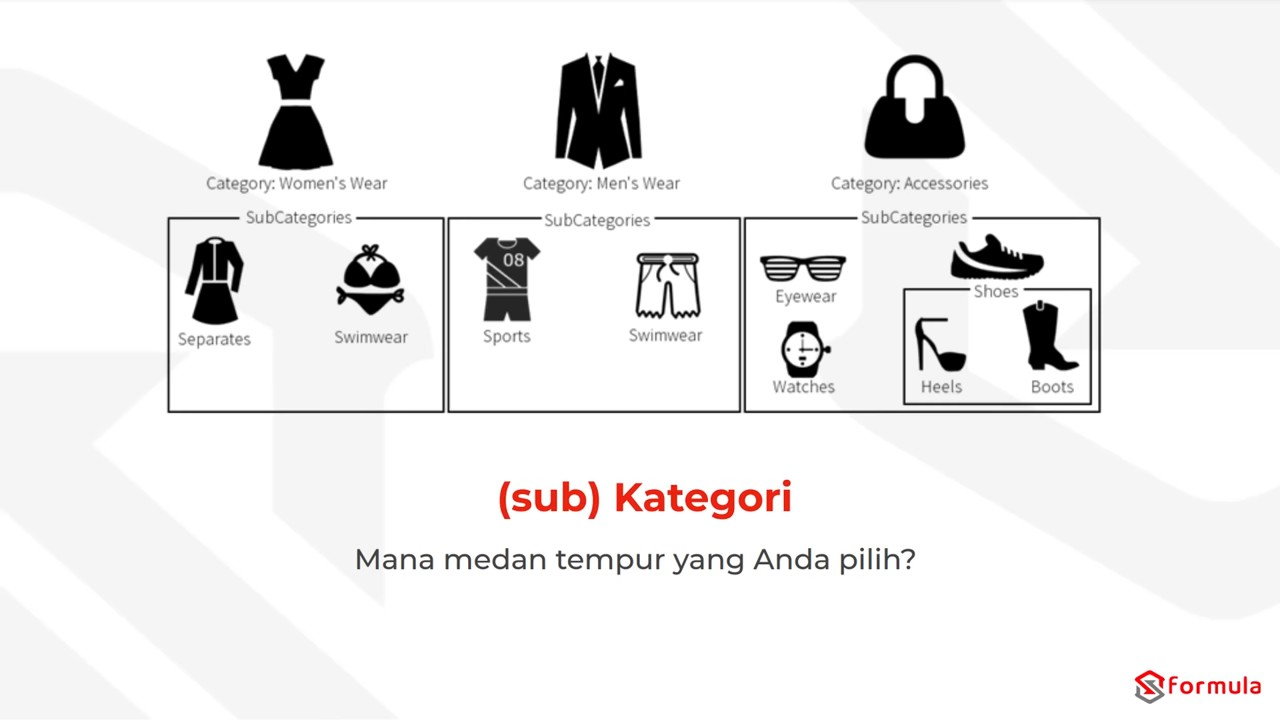 Category: Women's Wear
Category: Men's Wear
Category: Accessories
SubCategories
SubCategories
SubCategories
Separates
Swimwear
08
Sports
Swimwear
Eyewear
Shoes
Watches
Heels
Boots
(sub) Kategori
Mana medan tempur yang Anda pilih?
formula